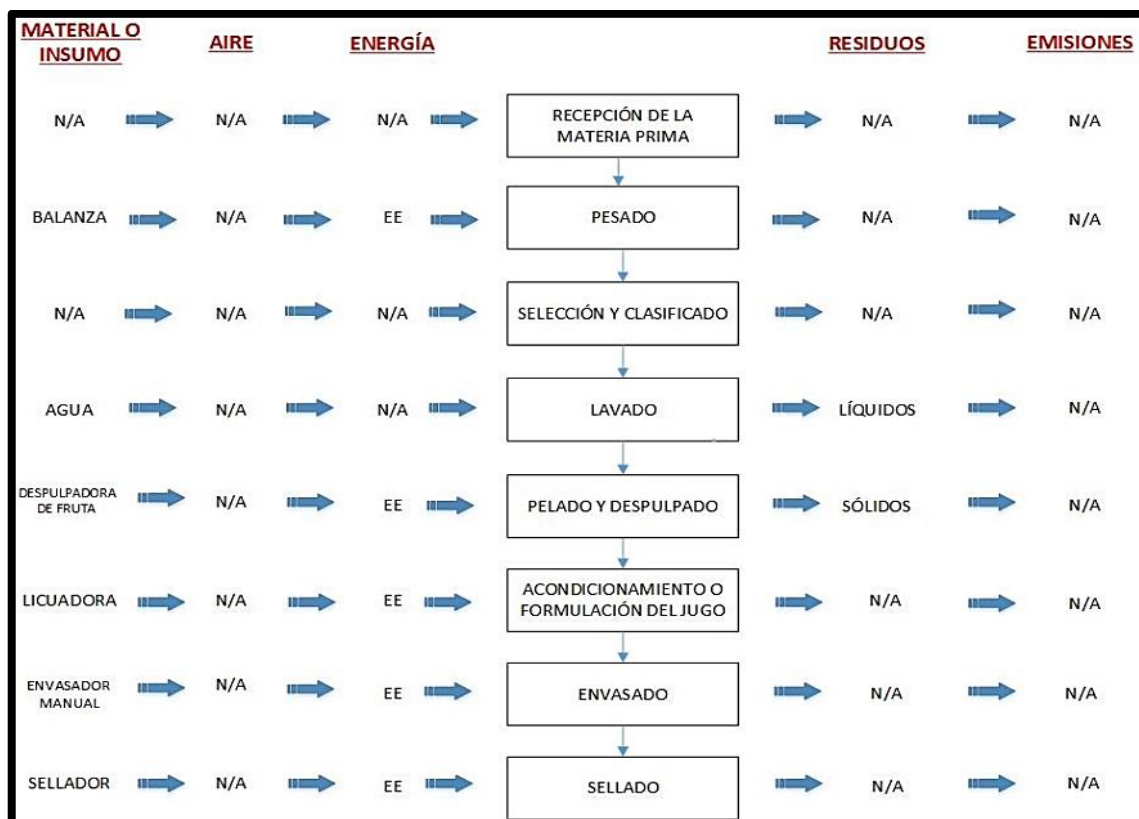 MATERIAL O
INSUMO
AIRE
ENERGÍA
RESIDUOS
EMISIONES
N/A
N/A
N/A
RECEPCIÓN DE LA
MATERIA PRIMA
N/A
N/A
BALANZA
N/A
EE
PESADO
N/A
N/A
N/A
N/A
N/A
SELECCIÓN Y CLASIFICADO
N/A
N/A
AGUA
N/A
N/A
LAVADO
LÍQUIDOS
N/A
DESPULPADORA
DE FRUTA
N/A
EE
PELADO Y DESPULPADO
SÓLIDOS
N/A
LICUADORA
N/A
EE
ACONDICIONAMIENTO O
FORMULACIÓN DEL JUGO
N/A
N/A
ENVASADOR
MANUAL
N/A
EE
ENVASADO
N/A
N/A
SELLADOR
N/A
EE
SELLADO
N/A
N/A